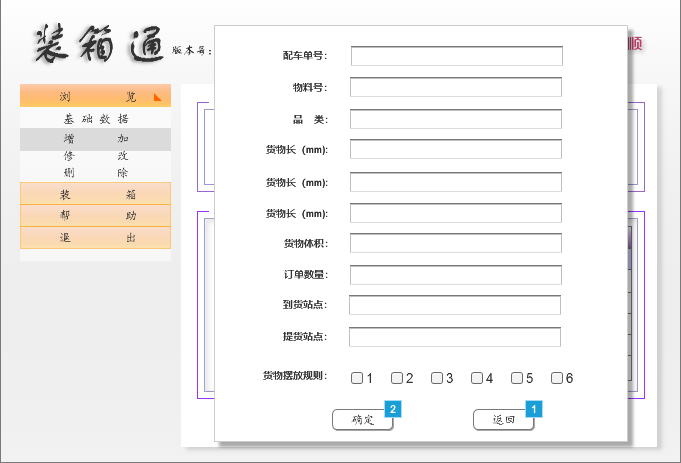 装箱通 版本号:
顺
浏 览
基 础 数 据
增 加
修 改
删 除
装 箱
帮 助
退 出
配车单号:
物料号:
品 类:
货物长 (mm):
货物长 (mm):
货物长 (mm):
货物体积:
订单数量:
到货站点:
提货站点:
货物摆放规则: 1 2 3 4 5 6
确定 2 返回 1